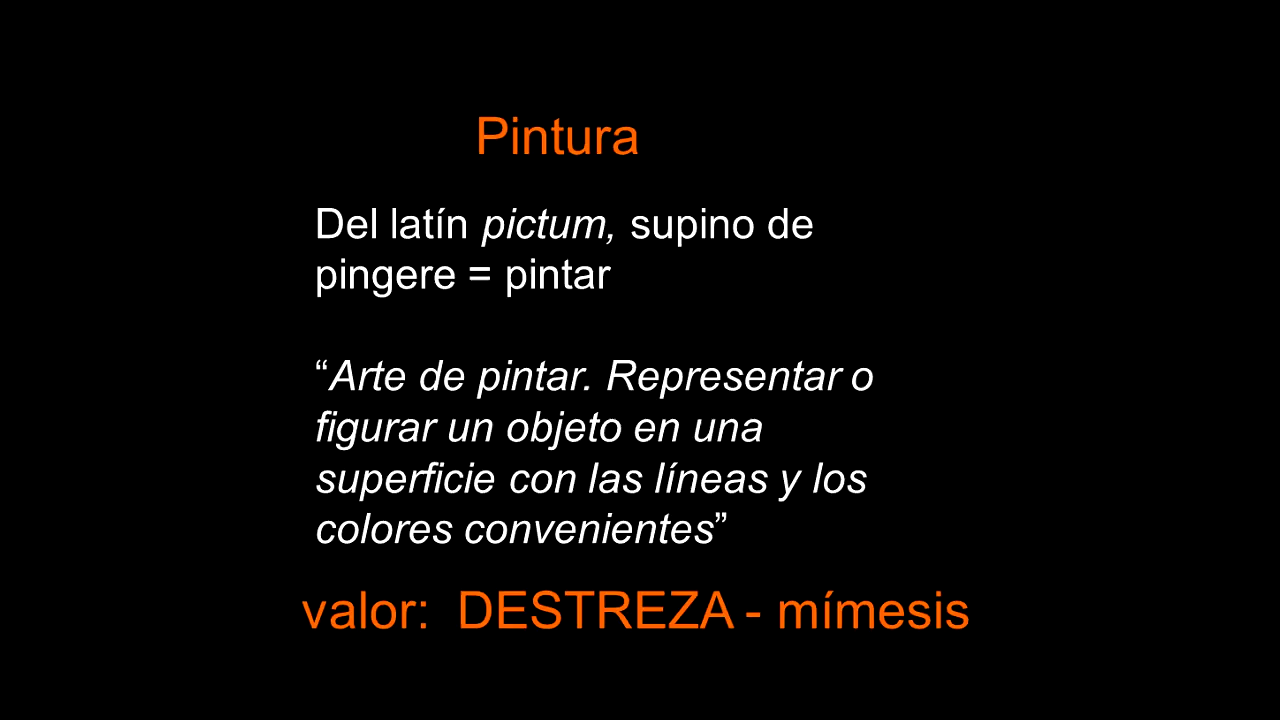 Pintura
Del latín pictum, supino de
pingere = pintar
“Arte de pintar. Representar o
figurar un objeto en una
superficie con las líneas y los
colores convenientes”
valor:  DESTREZA - mímesis